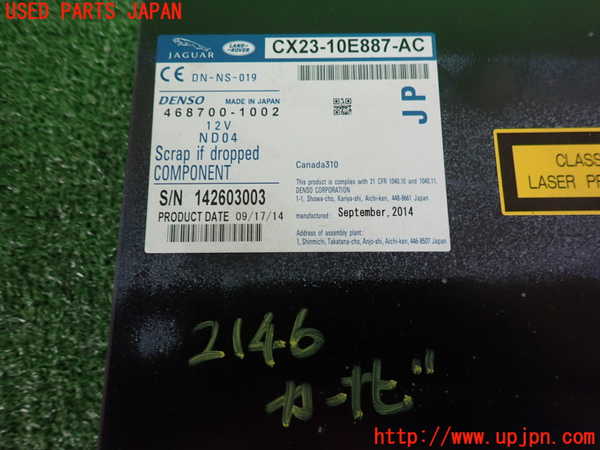 USED PARTS JAPAN
JAGUAR
LAND-ROVER
CX23-10E887-AC
CE DN-NS-019
DENSO MADE IN JAPAN
468700-1002
12V
ND04
Scrap if dropped
COMPONENT
S/N 142603003
PRODUCT DATE 09/17/14
JP
Canada310
This product is complies with 21 CFR 1040.10 and 1040.11,
DENSO CORPORATION
1-1, Showa-cho, Kariya-shi, Aichi-ken, 448-8661 Japan
manufactured: September, 2014
Address of assembly plant:
1, Shinmichi, Takatana-cho, Anjo-shi, Aichi-ken, 446-8507 Japan
CLASS
LASER PR
2146
http://www.upjpn.com/